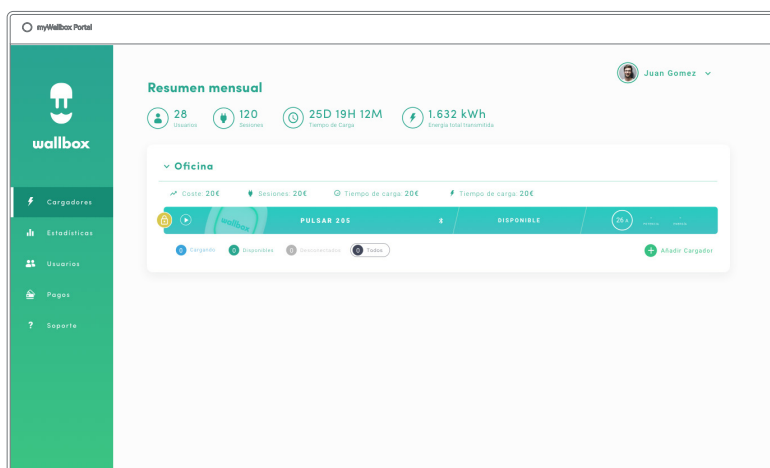 myWallbox Portal
wallbox
Cargadores
Estadísticas
Usuarios
Pagos
Soporte
Juan Gomez
Resumen mensual
28
Usuarios
120
Sesiones
25D 19H 12M
Tiempo de Carga
1.632 kWh
Energía total transmitida
Oficina
Coste: 20€ Sesiones: 20€ Tiempo de carga: 20€ Tiempo de carga: 20€
wallbox PULSAR 205 DISPONIBLE 26 A
0 Cargando 0 Disponibles 0 Desconectados 0 Todos Añadir Cargador